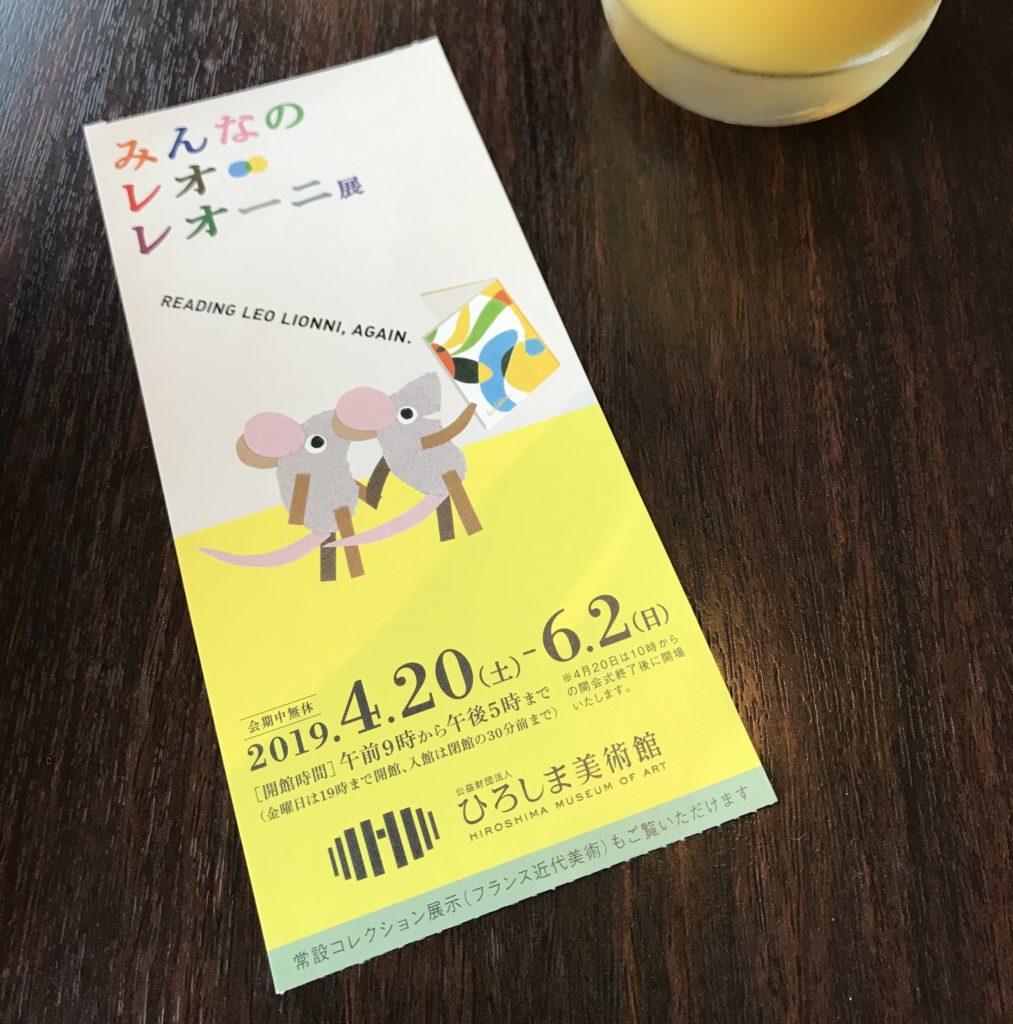 みんなの
レオ
レオーニ展
READING LEO LIONNI, AGAIN.
会期中無休
2019.4.20(土)-6.2(日)
[開館時間]午前9時から午後5時まで
(金曜日は19時まで開館、入館は閉館の30分前まで)
※4月20日は10時から
の開会式終了後に開場
いたします。
公益財団法人
ひろしま美術館
HIROSHIMA MUSEUM OF ART
常設コレクション展示(フランス近代美術)もご覧いただけます